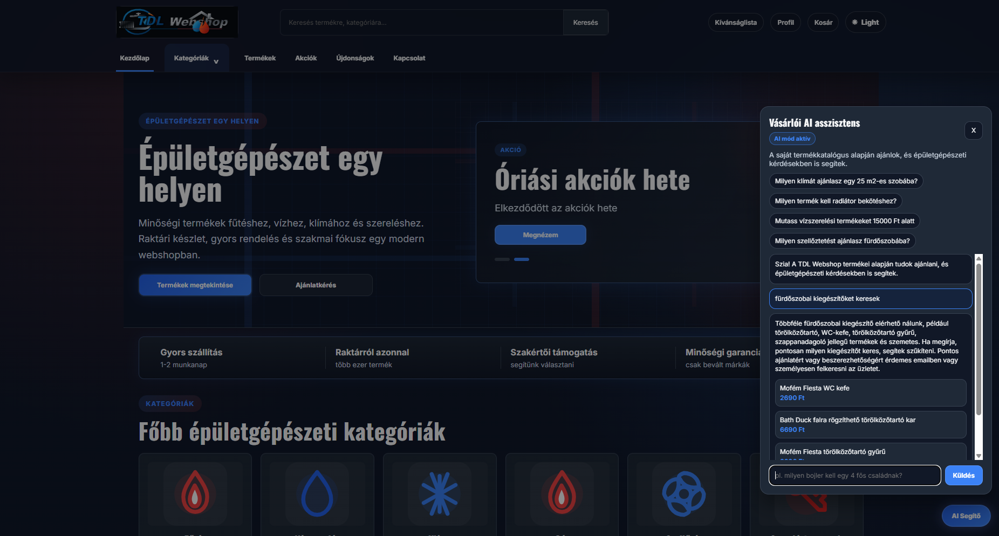 TDL Webshop
Keresés termékre, kategóriára...
Keresés
Kívánságlista
Profil
Kosár
Light
Kezdőlap
Kategóriák v
Termékek
Akciók
Újdonságok
Kapcsolat
ÉPÜLETGÉPÉSZET EGY HELYEN
Épületgépészet egy
helyen
Minőségi termékek fűtéshez, vízhez, klímához és szereléshez.
Raktári készlet, gyors rendelés és szakmai fókusz egy modern
webshopban.
Termékek megtekintése
Ajánlatkérés
AKCIÓ
Óriási akciók hete
Elkezdődött az akciók hete
Megnézem
Gyors szállítás
1-2 munkanap
Raktárról azonnal
több ezer termék
Szakértői támogatás
segítünk választani
Minőségi garancia
csak bevált márkák
KATEGÓRIÁK
Főbb épületgépészeti kategóriák
Vásárlói AI asszisztens
X
AI mód aktív
A saját termékkatalógus alapján ajánlok, és épületgépészeti
kérdésekben is segítek.
Milyen klímát ajánlasz egy 25 m2-es szobába?
Milyen termék kell radiátor bekötéshez?
Mutass vízszerelési termékeket 15000 Ft alatt
Milyen szellőztetést ajánlasz fürdőszobába?
Szia! A TDL Webshop termékei alapján tudok ajánlani, és
épületgépészeti kérdésekben is segítek.
fürdőszobai kiegészítőket keresek
Többféle fürdőszobai kiegészítő elérhető nálunk, például
törölközőtartó, WC-kefe, törölközőtartó gyűrű,
szappanadagoló jellegű termékek és szemetes. Ha megírja,
pontosan milyen kiegészítőt keres, segítek szűkíteni. Pontos
ajánlatért vagy beszerezhetőségért érdemes emailben vagy
személyesen felkeresni az üzletet.
Mofém Fiesta WC kefe
2690 Ft
Bath Duck falra rögzíthető törölközőtartó kar
6690 Ft
Mofém Fiesta törölközőtartó gyűrű
pl. milyen bojler kell egy 4 fős családnak?
Küldés
AI Segítő